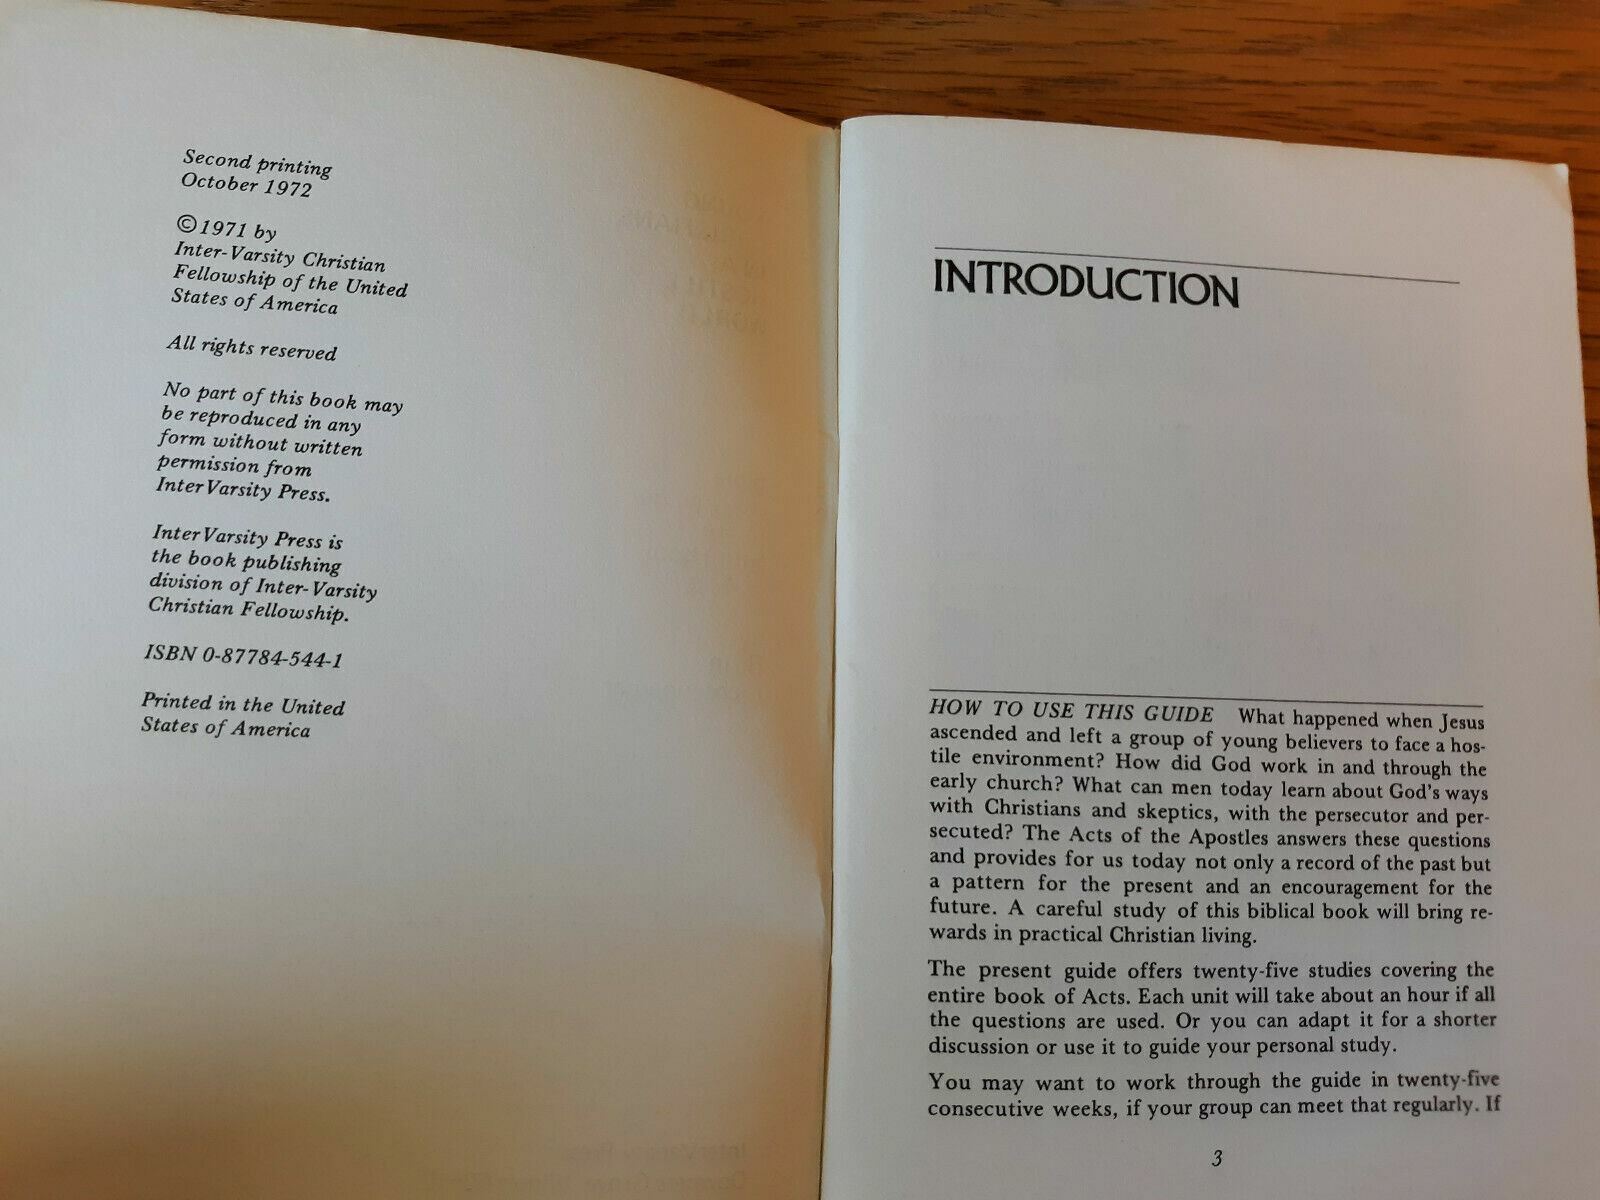 Second printing
October 1972
©1971 by
Inter-Varsity Christian
Fellowship of the United
States of America
All rights reserved
No part of this book may
be reproduced in any
form without written
permission from
InterVarsity Press.
InterVarsity Press is
the book publishing
division of Inter-Varsity
Christian Fellowship.
ISBN 0-87784-544-1
Printed in the United
States of America
INTRODUCTION
HOW TO USE THIS GUIDE What happened when Jesus
ascended and left a group of young believers to face a hos-
tile environment? How did God work in and through the
early church? What can men today learn about God's ways
with Christians and skeptics, with the persecutor and per-
secuted? The Acts of the Apostles answers these questions
and provides for us today not only a record of the past but
a pattern for the present and an encouragement for the
future. A careful study of this biblical book will bring re-
wards in practical Christian living.
The present guide offers twenty-five studies covering the
entire book of Acts. Each unit will take about an hour if all
the questions are used. Or you can adapt it for a shorter
discussion or use it to guide your personal study.
You may want to work through the guide in twenty-five
consecutive weeks, if your group can meet that regularly. If
3